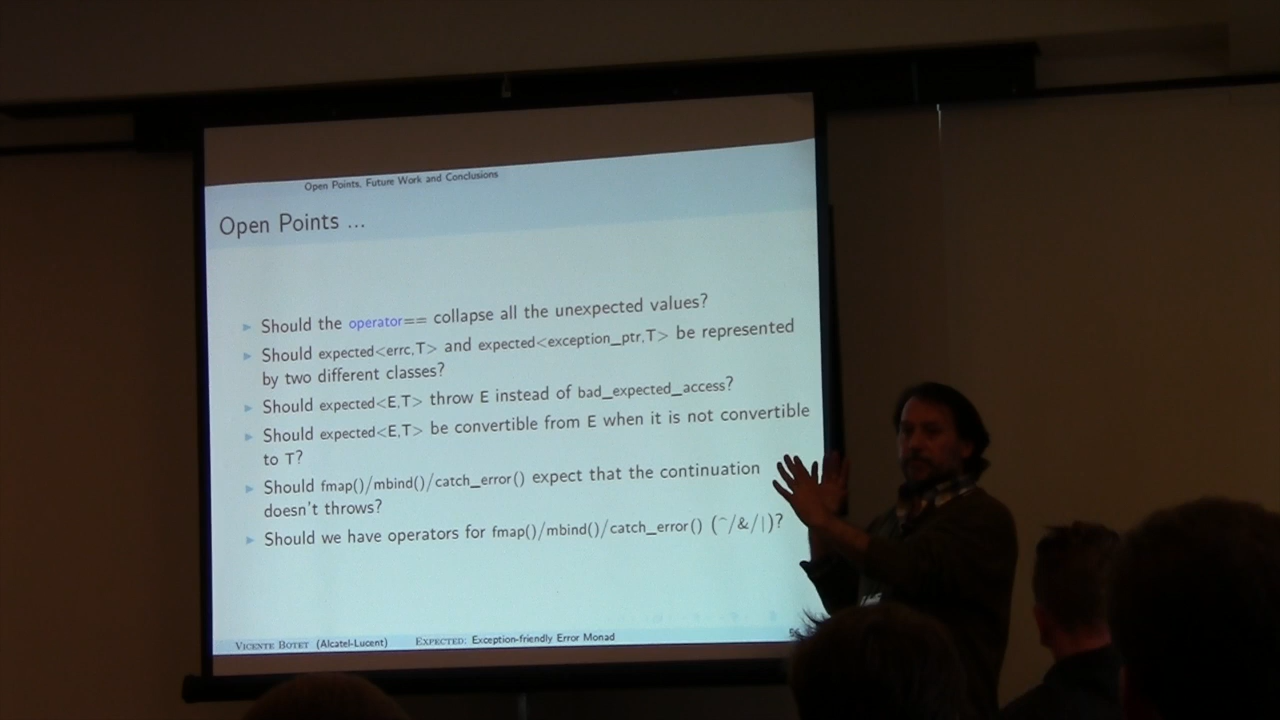 Open Points, Future Work and Conclusions
Open Points ...
Should the operator== collapse all the unexpected values?
Should expected<errc,T> and expected<exception_ptr,T> be represented
by two different classes?
Should expected<E,T> throw E instead of bad_expected_access?
Should expected<E,T> be convertible from E when it is not convertible
to T?
Should fmap()/mbind()/catch_error() expect that the continuation
doesn't throws?
Should we have operators for fmap()/mbind()/catch_error() (^/&/|)?
VICENTE BOTET (Alcatel-Lucent) EXPECTED: Exception-friendly Error Monad